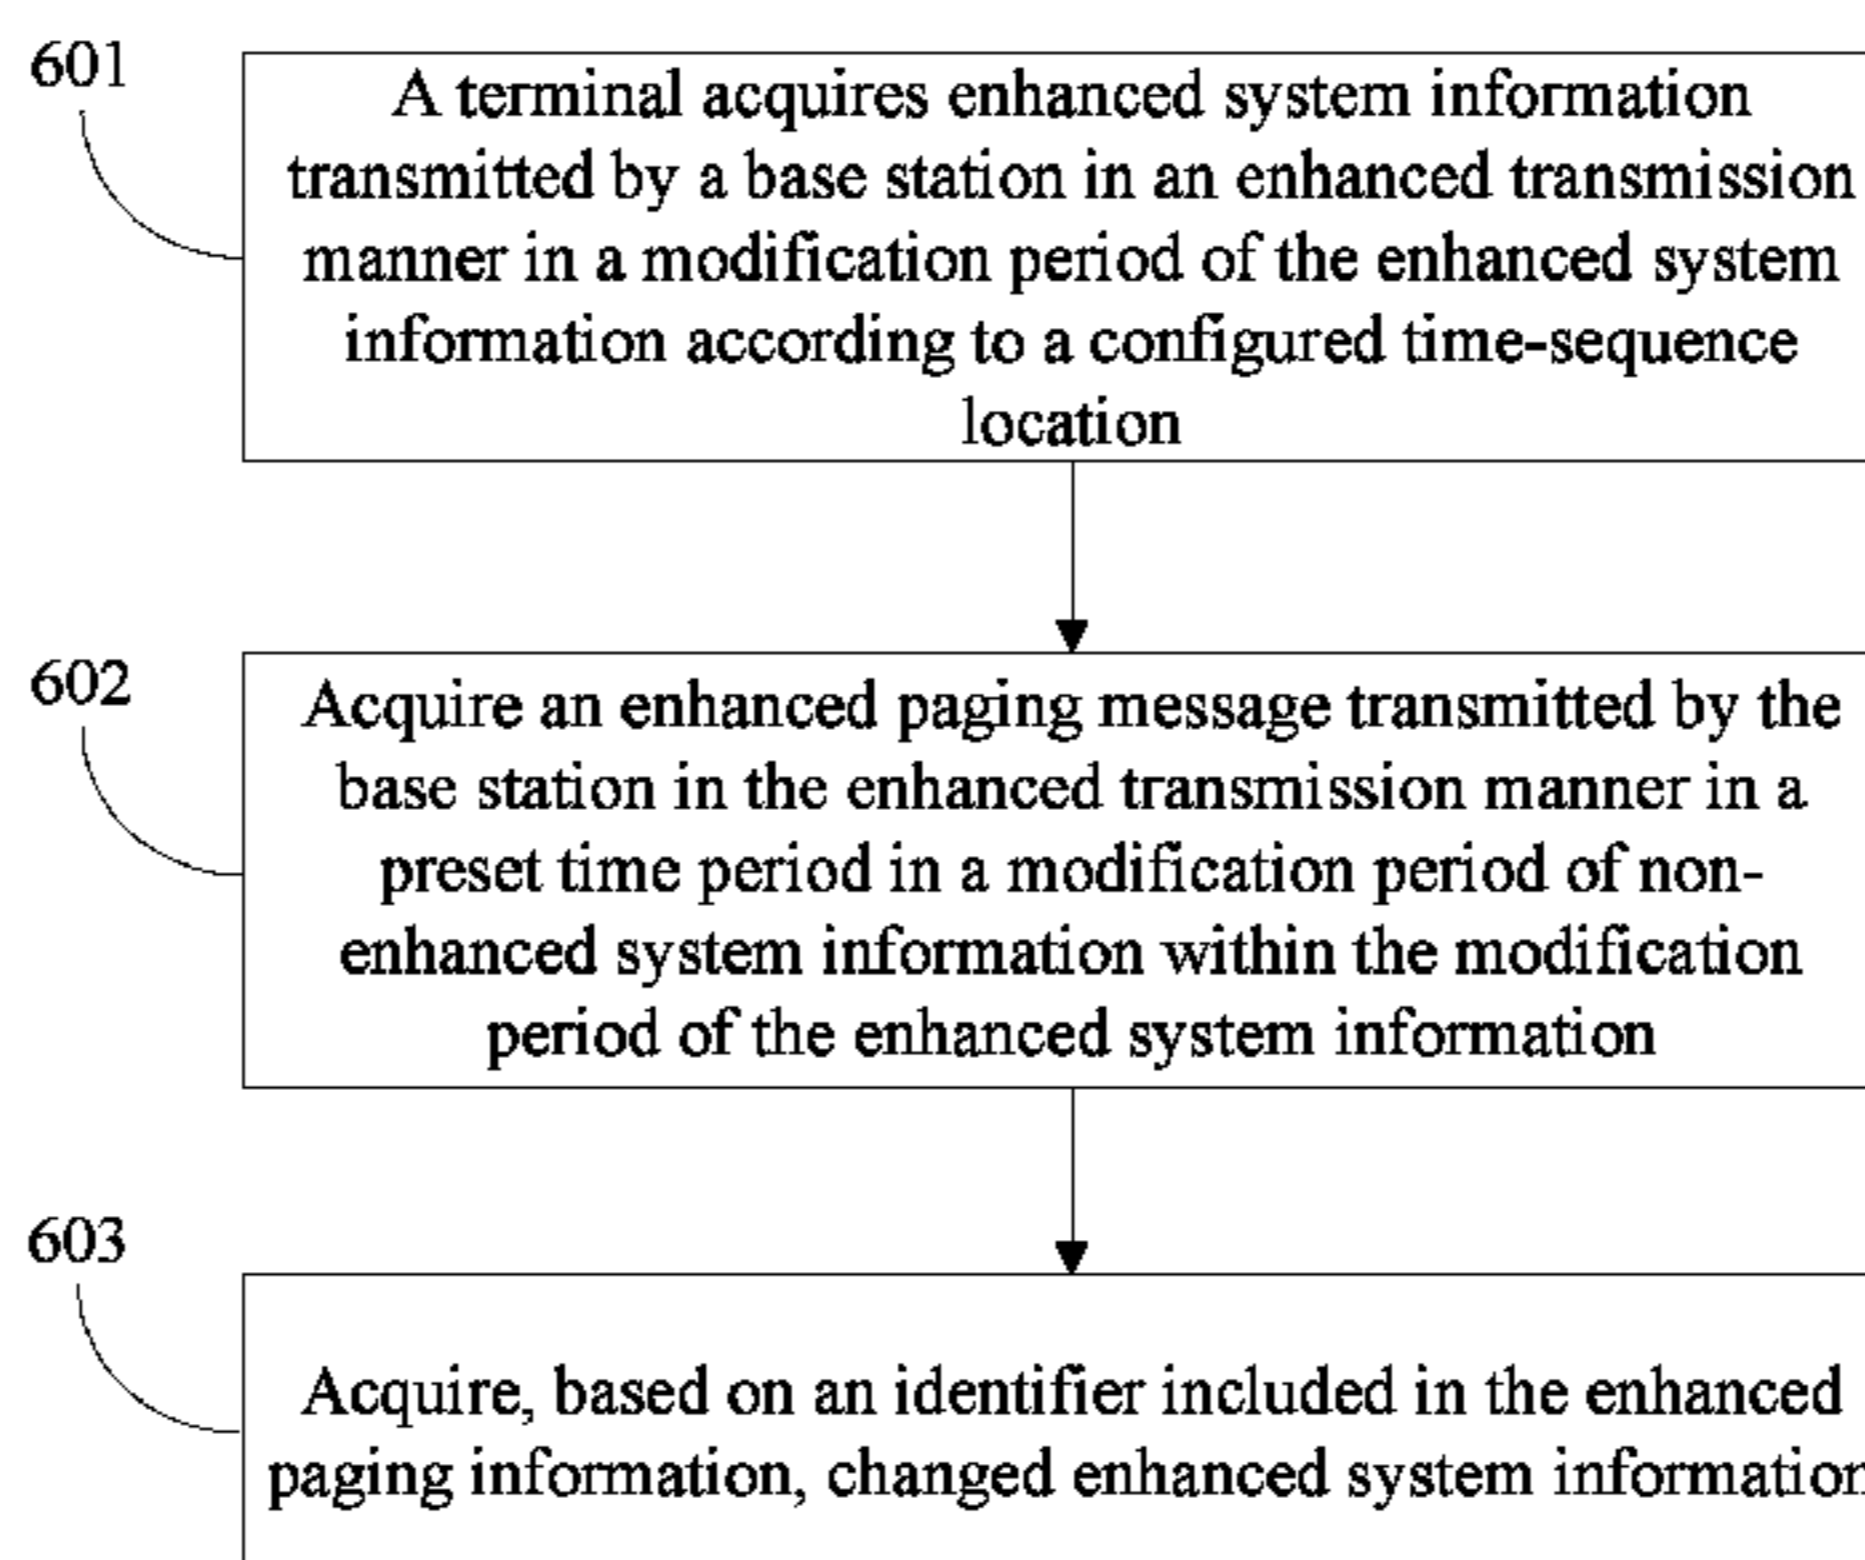 601
A terminal acquires enhanced system information
transmitted by a base station in an enhanced transmission
manner in a modification period of the enhanced system
information according to a configured time-sequence
location
602
Acquire an enhanced paging message transmitted by the
base station in the enhanced transmission manner in a
preset time period in a modification period of non-
enhanced system information within the modification
period of the enhanced system information
603
Acquire, based on an identifier included in the enhanced
paging information, changed enhanced system information